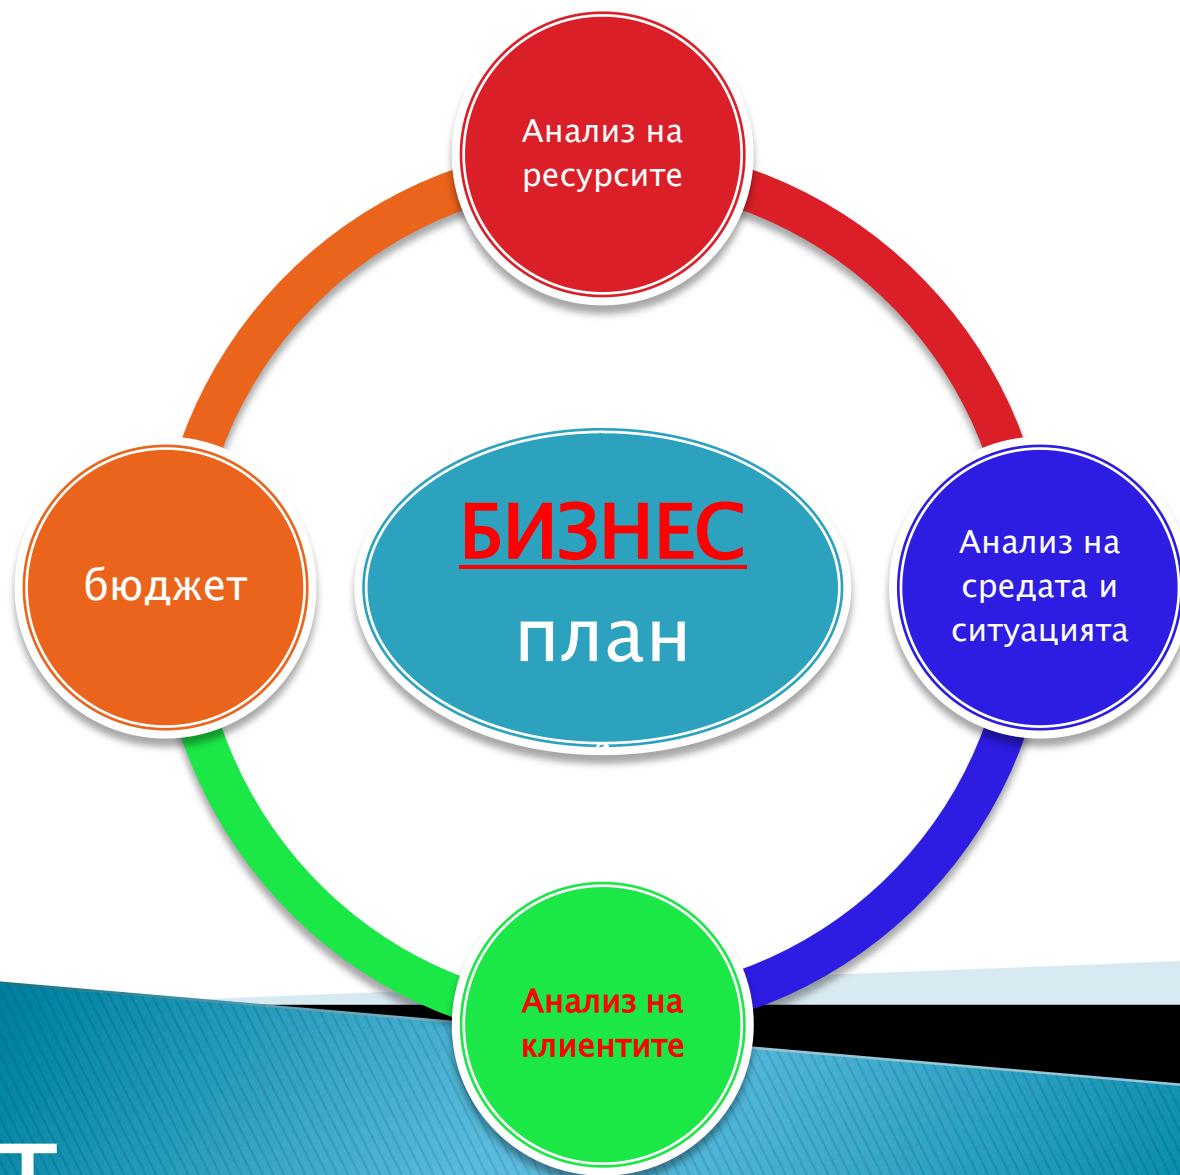 Анализ на
ресурсите
БИЗНЕС
план
бюджет
Анализ на
средата и
ситуацията
Анализ на
клиентите